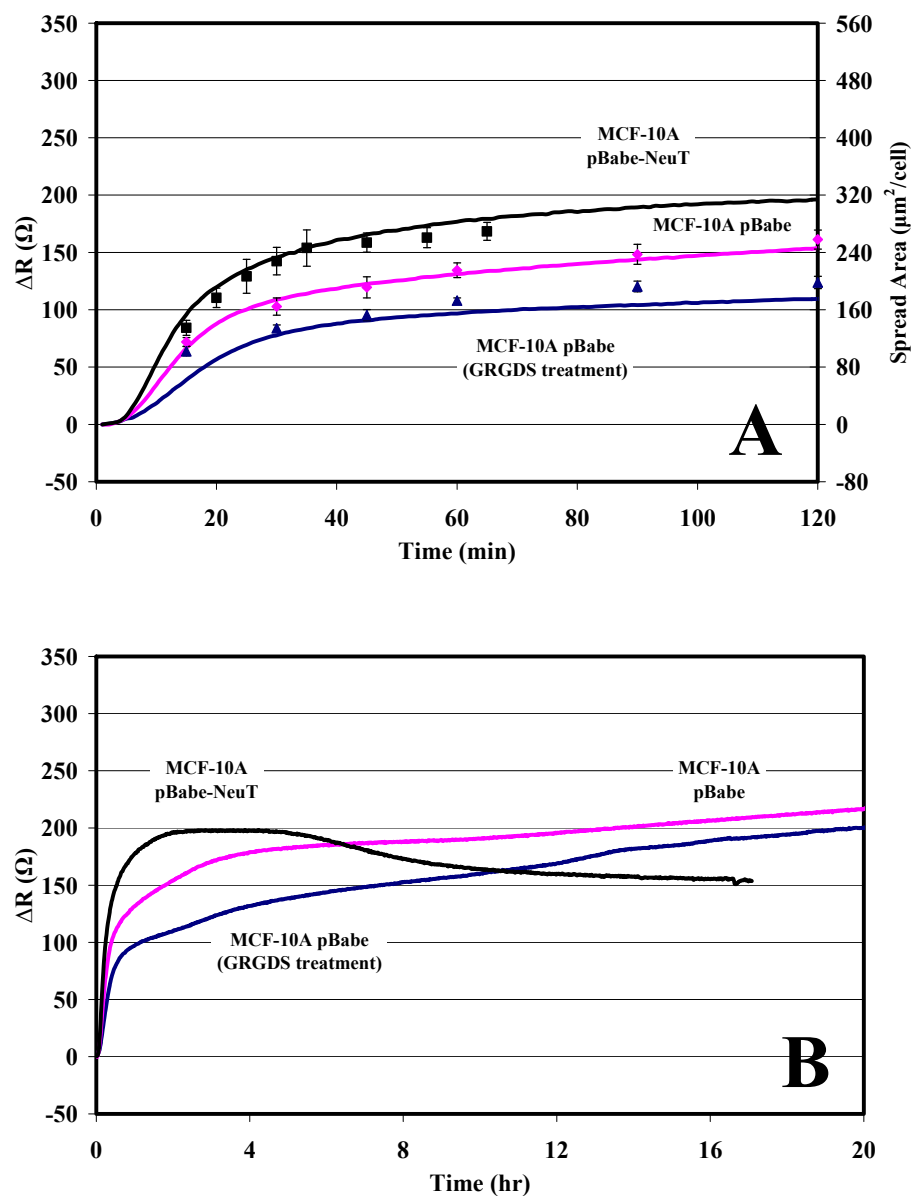 350
300
250
200
150
100
50
0
-50
ΔR (Ω)
560
480
400
320
240
160
80
0
-80
Spread Area (μm²/cell)
MCF-10A
pBabe-NeuT
MCF-10A pBabe
MCF-10A pBabe
(GRGDS treatment)
A
0 20 40 60 80 100 120
Time (min)
350
300
250
200
150
100
50
0
-50
ΔR (Ω)
MCF-10A
pBabe-NeuT
MCF-10A
pBabe
MCF-10A pBabe
(GRGDS treatment)
B
0 4 8 12 16 20
Time (hr)